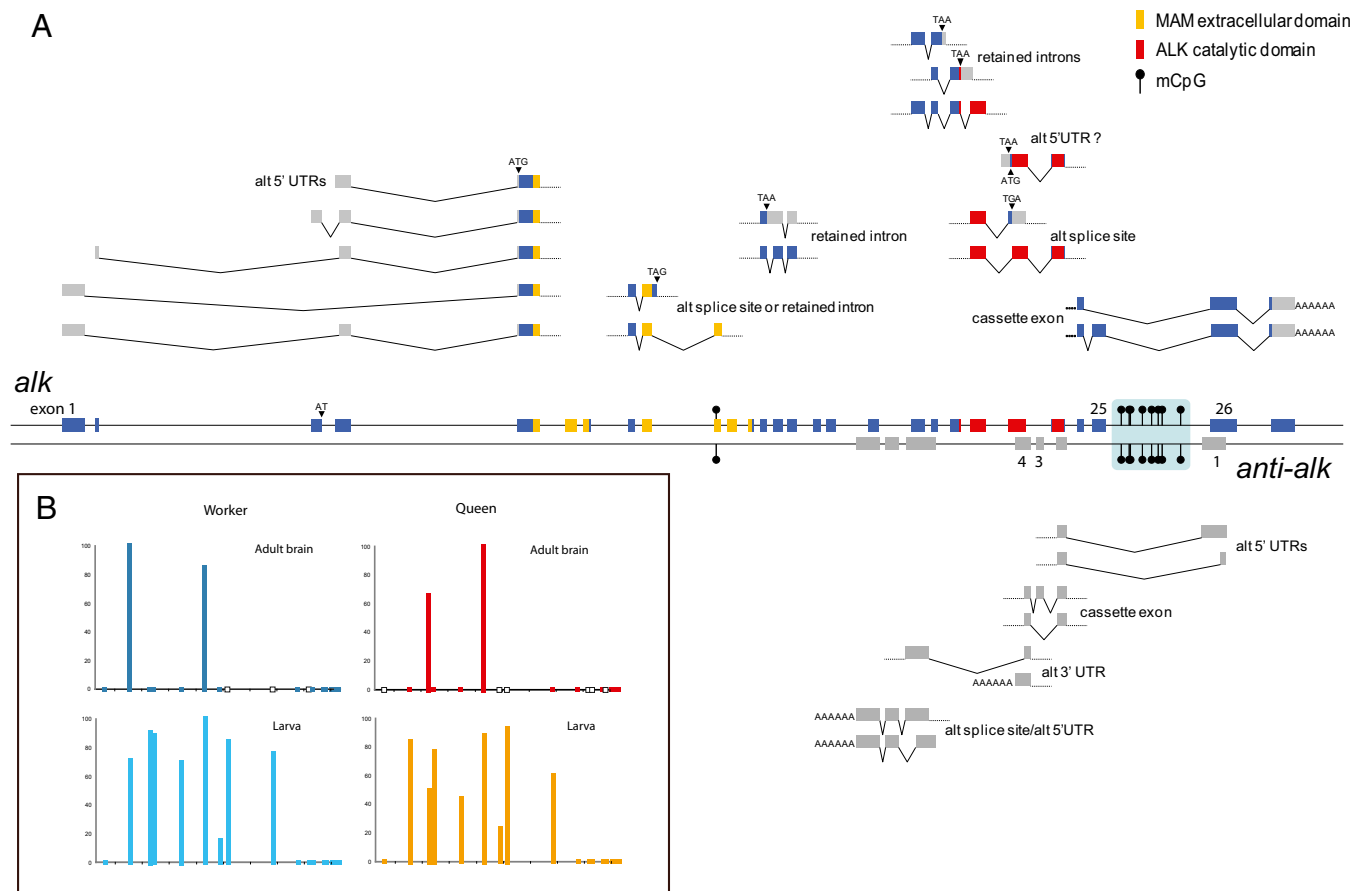 A
MAM extracellular domain
ALK catalytic domain
mCpG
TAA
TAA
retained introns
alt 5'UTR ?
TAA
ATG
ATG
alt 5' UTRs
TAA
retained intron
TGA
alt splice site
TAG
alt splice site or retained intron
cassette exon
AAAAAA
AAAAAA
alk
exon 1
AT
25
26
4
3
1
anti-alk
B
Worker
Queen
Adult brain
Adult brain
100
80
60
40
20
0
100
80
60
40
20
0
Larva
Larva
100
80
60
40
20
0
100
80
60
40
20
0
alt 5' UTRs
cassette exon
alt 3' UTR
AAAAAA
AAAAAA
alt splice site/alt 5'UTR
AAAAAA